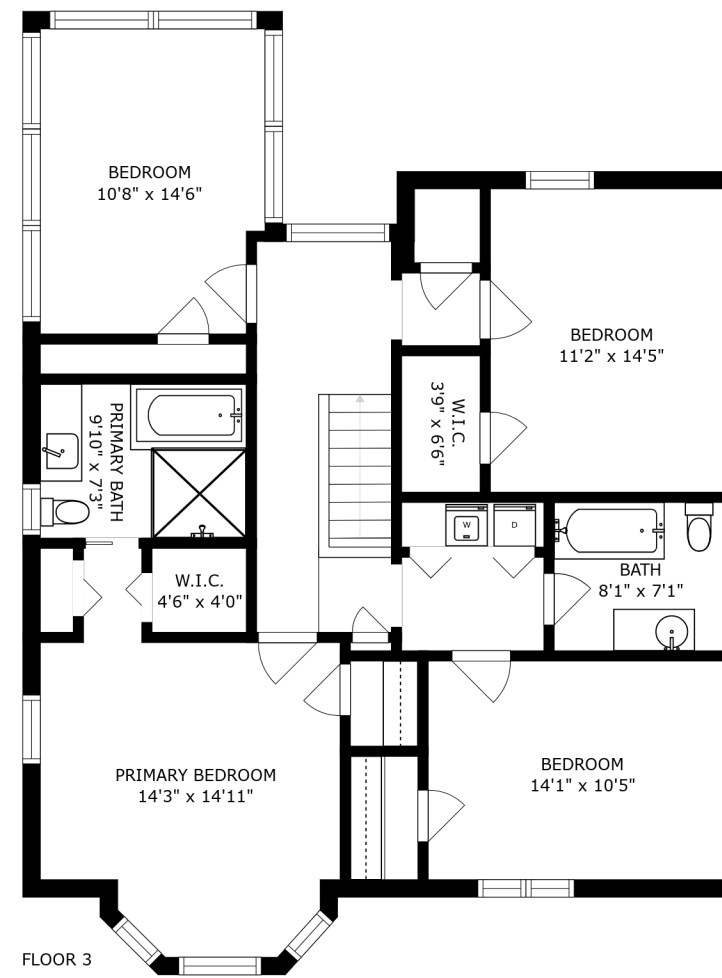 BEDROOM
10'8" x 14'6"
BEDROOM
11'2" x 14'5"
W.I.C.
3'9" x 6'6"
PRIMARY BATH
9'10" x 7'3"
W
D
BATH
8'1" x 7'1"
W.I.C.
4'6" x 4'0"
PRIMARY BEDROOM
14'3" x 14'11"
BEDROOM
14'1" x 10'5"
FLOOR 3